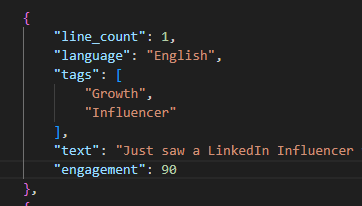 {
"line_count": 1,
"language": "English",
"tags": [
"Growth",
"Influencer"
],
"text": "Just saw a LinkedIn Influencer
"engagement": 90
},
{